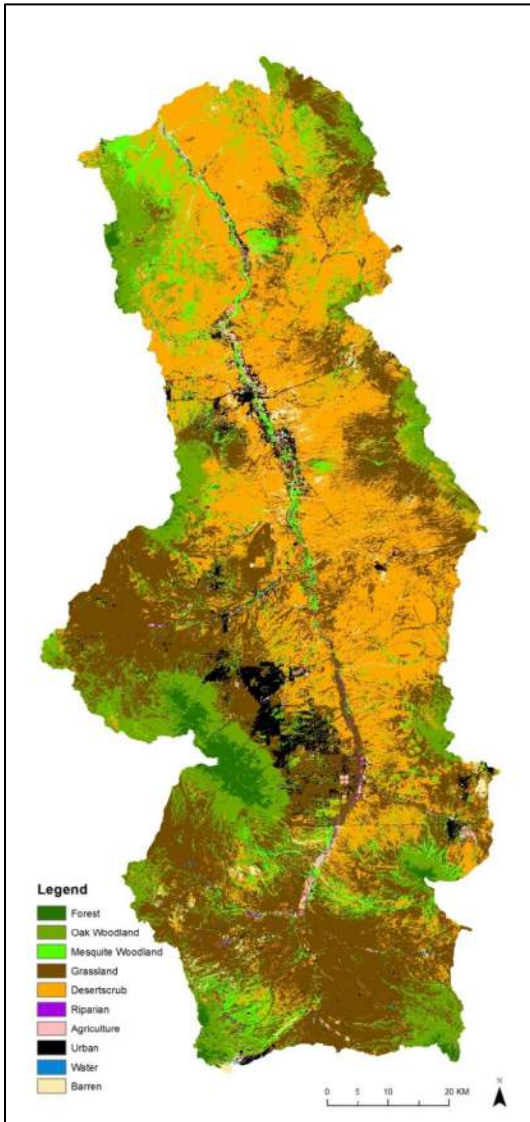 Legend
Forest
Oak Woodland
Mesquite Woodland
Grassland
Desertscrub
Riparian
Agriculture
Urban
Water
Barren
N
0 5 10 20 KM